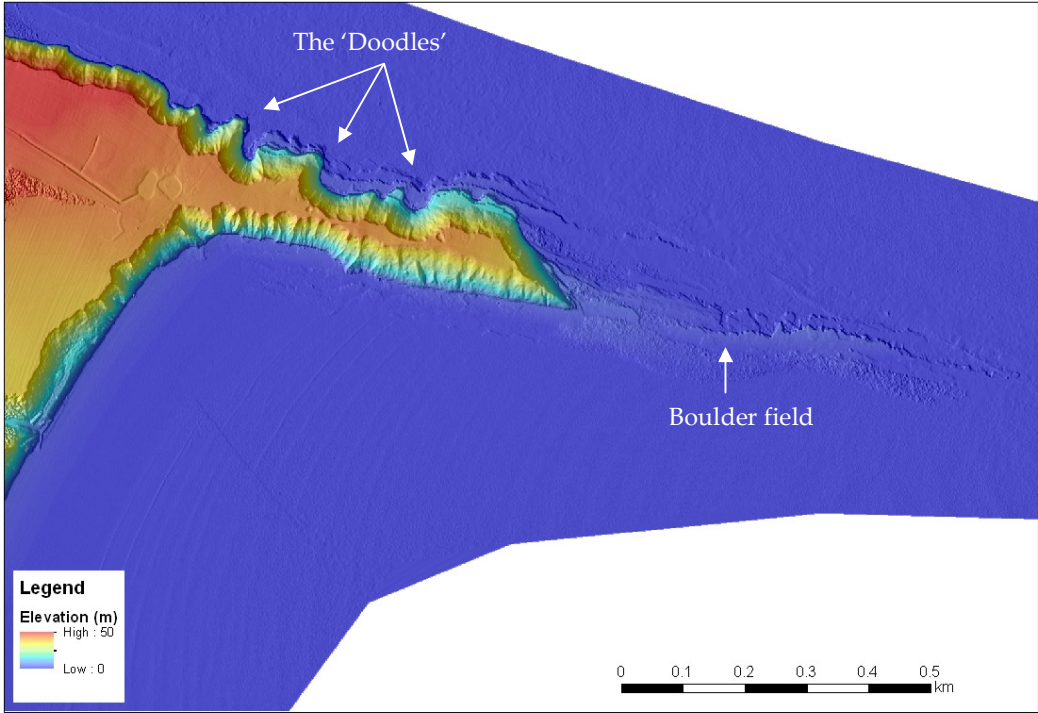 The ‘Doodles’
Boulder field
Legend
Elevation (m)
High : 50
Low : 0
0 0.1 0.2 0.3 0.4 0.5
km